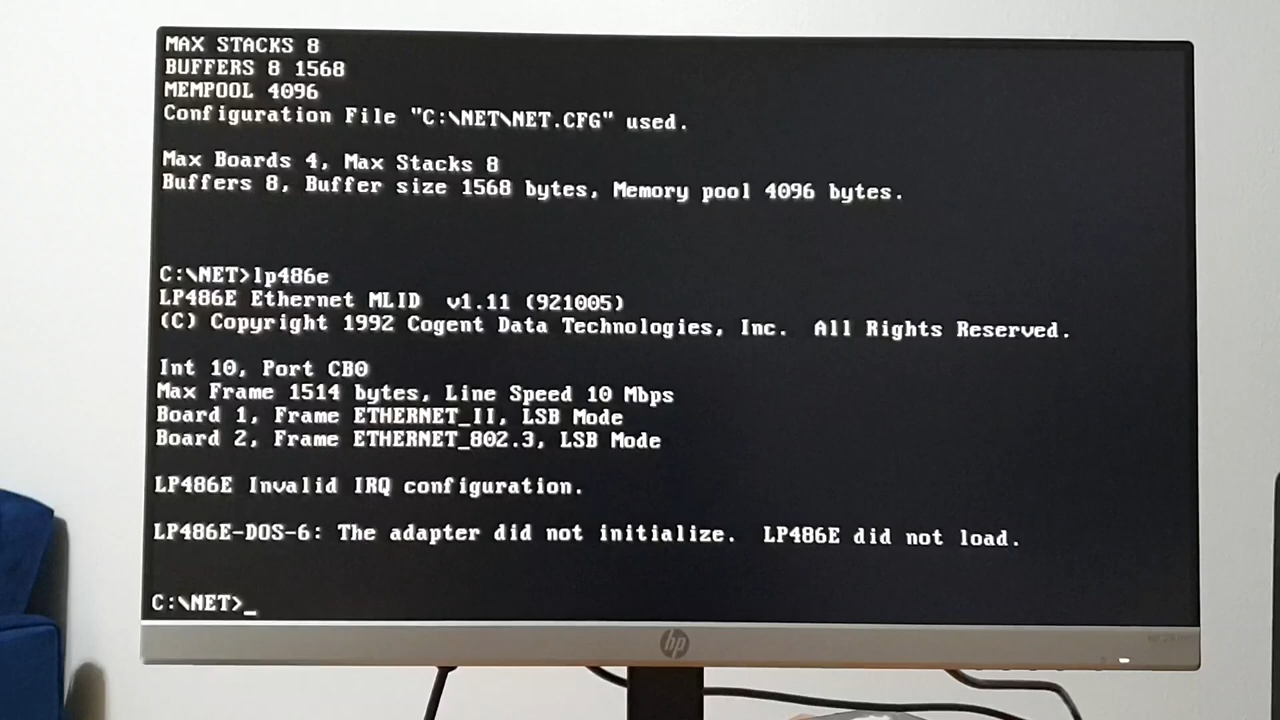 MAX STACKS 8
BUFFERS 8 1568
MEMPOOL 4096
Configuration File "C:\NET\NET.CFG" used.
Max Boards 4, Max Stacks 8
Buffers 8, Buffer size 1568 bytes, Memory pool 4096 bytes.
C:\NET>lp486e
LP486E Ethernet MLID  v1.11 (921005)
(C) Copyright 1992 Cogent Data Technologies, Inc.  All Rights Reserved.
Int 10, Port CB0
Max Frame 1514 bytes, Line Speed 10 Mbps
Board 1, Frame ETHERNET_II, LSB Mode
Board 2, Frame ETHERNET_802.3, LSB Mode
LP486E Invalid IRQ configuration.
LP486E-DOS-6: The adapter did not initialize.  LP486E did not load.
C:\NET>_
hp